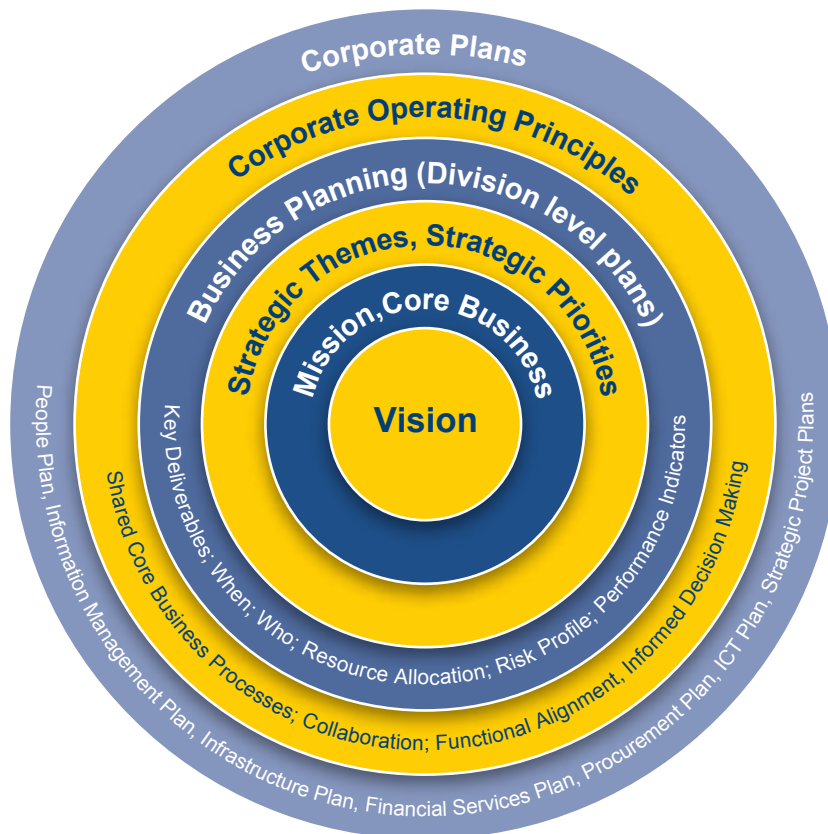 Corporate Plans
Corporate Operating Principles
Business Planning (Division level plans)
Strategic Themes, Strategic Priorities
Mission,Core Business
Vision
Key Deliverables; When; Who; Resource Allocation; Risk Profile; Performance Indicators
Shared Core Business Processes; Collaboration; Functional Alignment, Informed Decision Making
People Plan, Information Management Plan, Infrastructure Plan, Financial Services Plan, Procurement Plan, ICT Plan, Strategic Project Plans